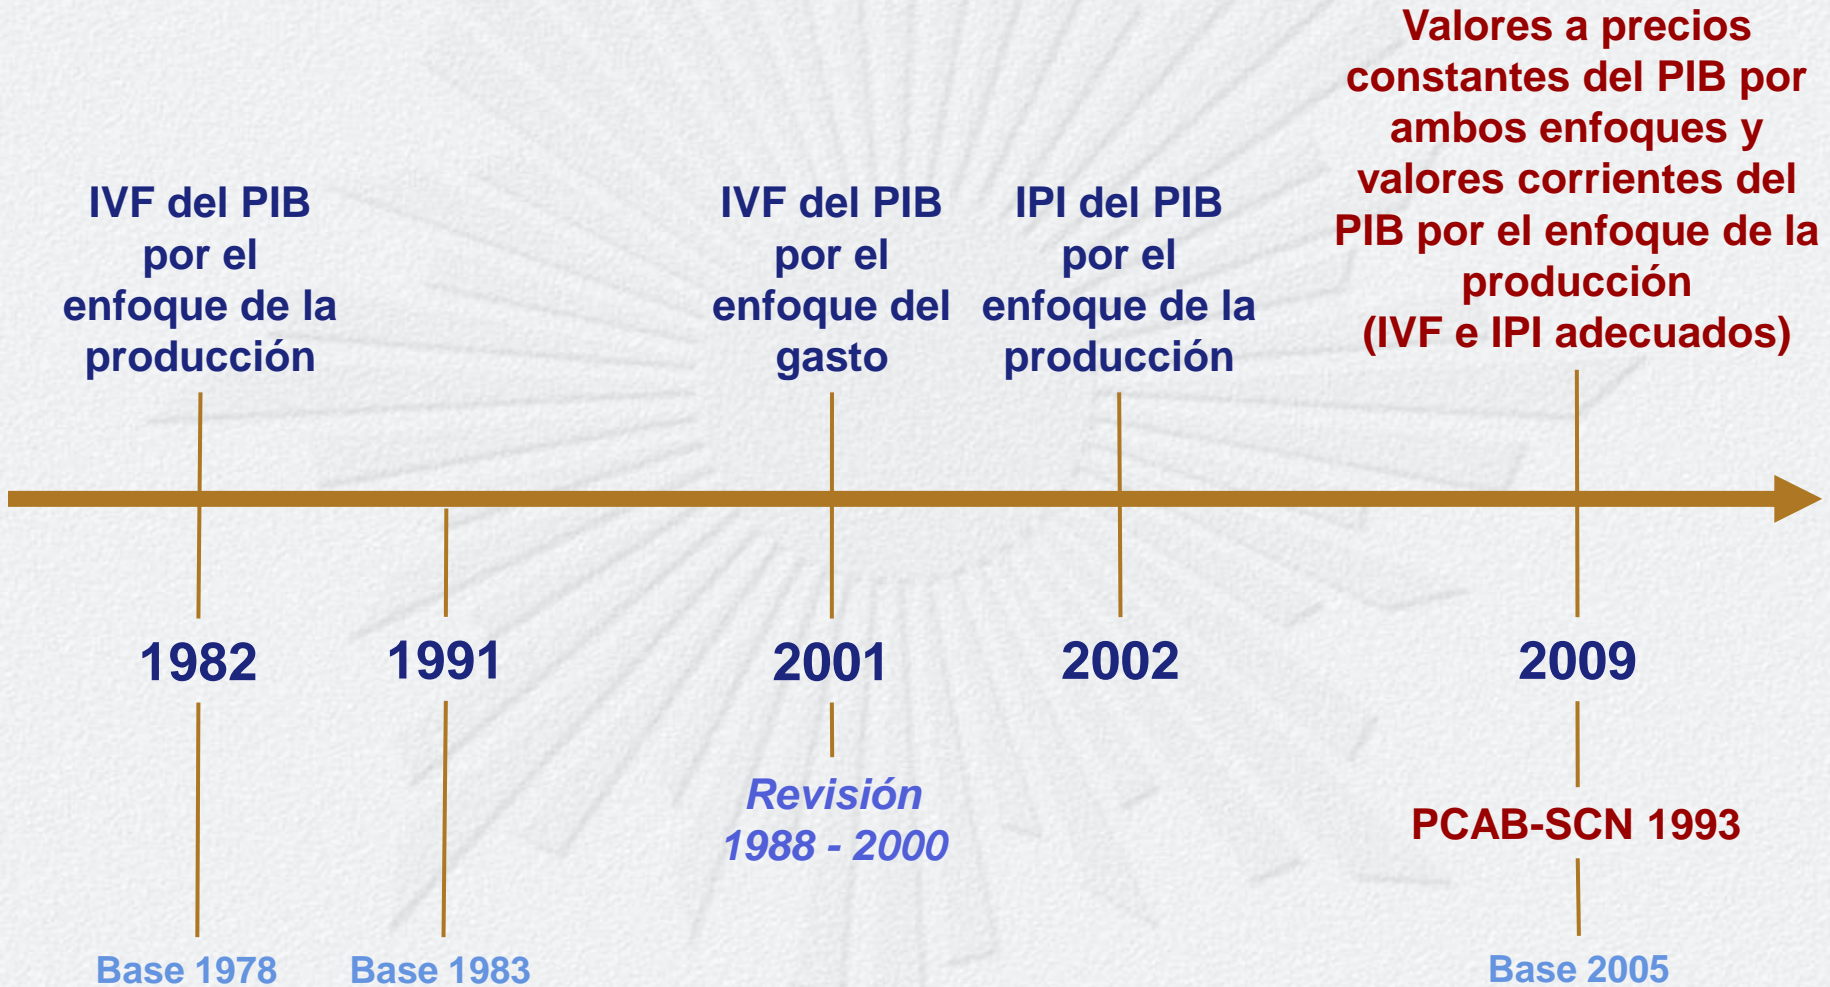 Valores a precios
constantes del PIB por
ambos enfoques y
valores corrientes del
PIB por el enfoque de la
producción
(IVF e IPI adecuados)
IVF del PIB
por el
enfoque de la
producción
IVF del PIB
por el
enfoque del
gasto
IPI del PIB
por el
enfoque de la
producción
1982
1991
2001
2002
2009
Revisión
1988 - 2000
PCAB-SCN 1993
Base 1978
Base 1983
Base 2005